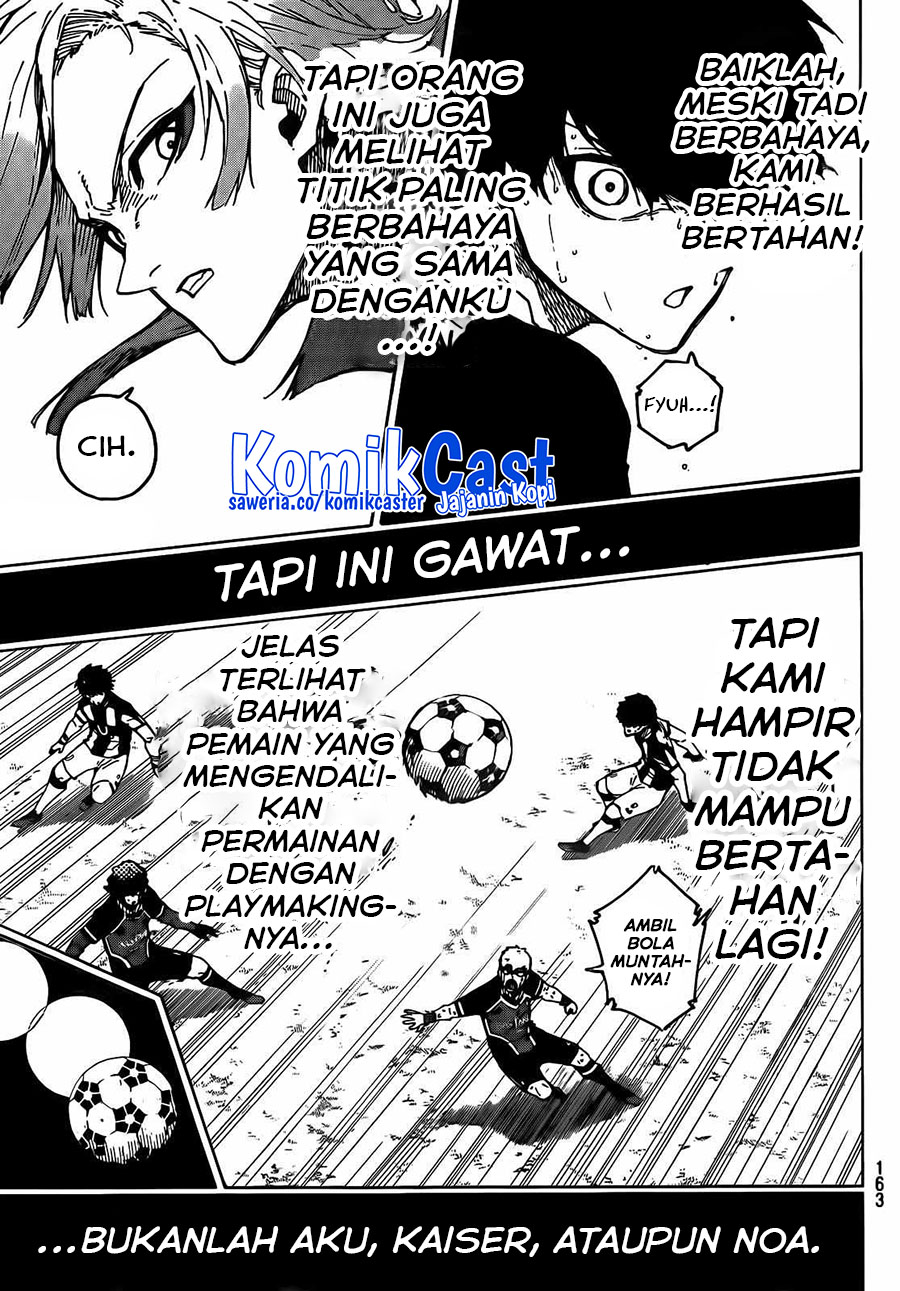 BAIKLAH,
MESKI TADI
BERBAHAYA,
KAMI
BERHASIL
BERTAHAN!
FYUH...!
TAPI ORANG
INI JUGA
MELIHAT
TITIK PALING
BERBAHAYA
YANG SAMA
DENGANKU
...!!
CIH.
KomikCast
saweria.co/komikcaster Jajanin Kopi
TAPI INI GAWAT...
TAPI
KAMI
HAMPIR
TIDAK
MAMPU
BERTA-
HAN
LAGI!
AMBIL
BOLA
MUNTAH-
NYA!
JELAS
TERLIHAT
BAHWA
PEMAIN YANG
MENGENDALI-
KAN
PERMAINAN
DENGAN
PLAYMAKING-
NYA...
...BUKANLAH AKU, KAISER, ATAUPUN NOA.
163